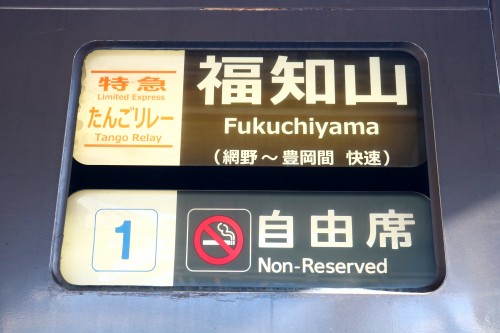 特急
Limited Express
たんごリレー
Tango Relay
福知山
Fukuchiyama
（網野～豊岡間 快速）
1
自由席
Non-Reserved